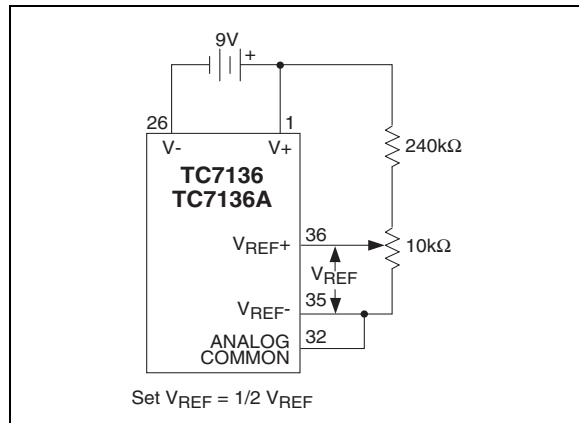 9V
+
26
1
V-
V+
TC7136
TC7136A
240kΩ
VREF+
36
10kΩ
VREF
VREF-
35
ANALOG
COMMON
32
Set VREF = 1/2 VREF